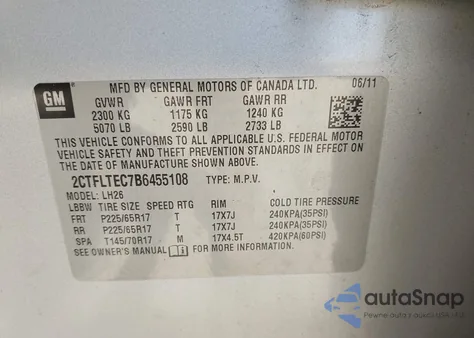 GM
MFD BY GENERAL MOTORS OF CANADA LTD. 06/11
GVWR GAWR FRT GAWR RR
2300 KG 1175 KG 1240 KG
5070 LB 2590 LB 2733 LB
THIS VEHICLE CONFORMS TO ALL APPLICABLE U.S. FEDERAL MOTOR
VEHICLE SAFETY, BUMPER, AND THEFT PREVENTION STANDARDS IN
EFFECT ON THE DATE OF MANUFACTURE SHOWN ABOVE.
2CTFLTEC7B6455108 TYPE: M.P.V.
MODEL: LH26
LBBW TIRE SIZE SPEED RTG RIM COLD TIRE PRESSURE
FRT P225/65R17 T 17X7J 240KPA(35PSI)
RR P225/65R17 T 17X7J 240KPA(35PSI)
SPA T145/70R17 M 17X4.5T 420KPA(60PSI)
SEE OWNER'S MANUAL
autoSnap
Pewne auto z USA